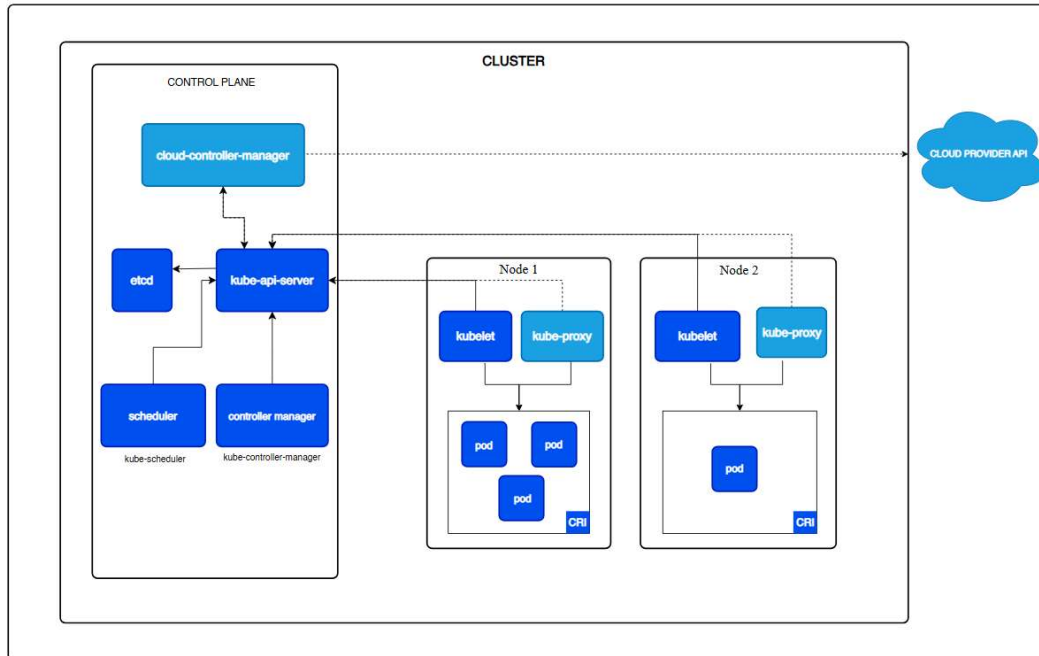 CLUSTER
CONTROL PLANE
cloud-controller-manager
CLOUD PROVIDER API
etcd
kube-api-server
scheduler
kube-scheduler
controller manager
kube-controller-manager
Node 1
kubelet
kube-proxy
pod
pod
pod
CRI
Node 2
kubelet
kube-proxy
pod
CRI